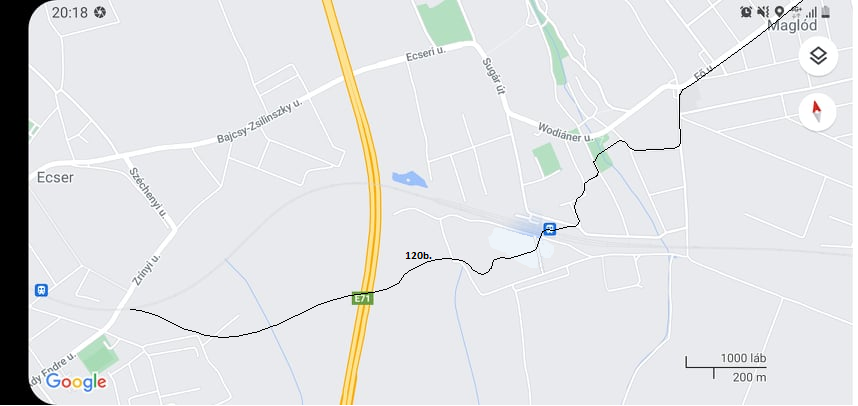 20:18
Maglód
Ecseri u.
Sugár út
Fő u.
Bajcsy-Zsilinszky u.
Wodiáner u.
Ecser
Széchenyi u.
Zrínyi u.
120b.
E71
Ady Endre u.
Google
1000 láb
200 m